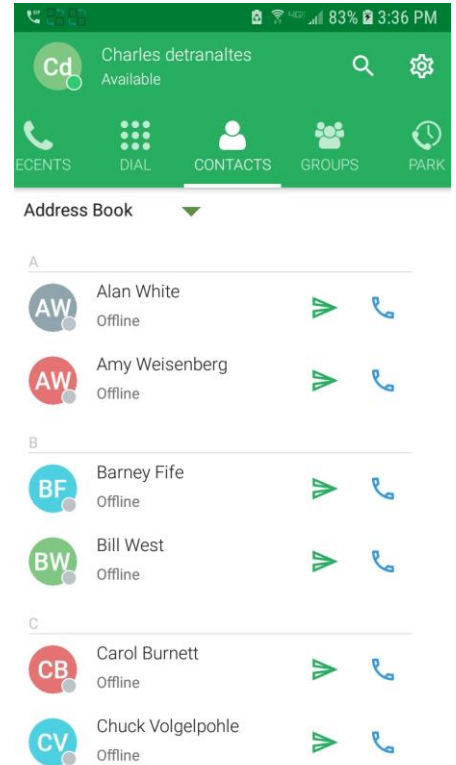 4G 83% 3:36 PM
Cd Charles detranaltes
Available
ECENTS DIAL CONTACTS GROUPS PARK
Address Book
A
AW Alan White
Offline
AW Amy Weisenberg
Offline
B
BF Barney Fife
Offline
BW Bill West
Offline
C
CB Carol Burnett
Offline
CV Chuck Volgelpohle
Offline